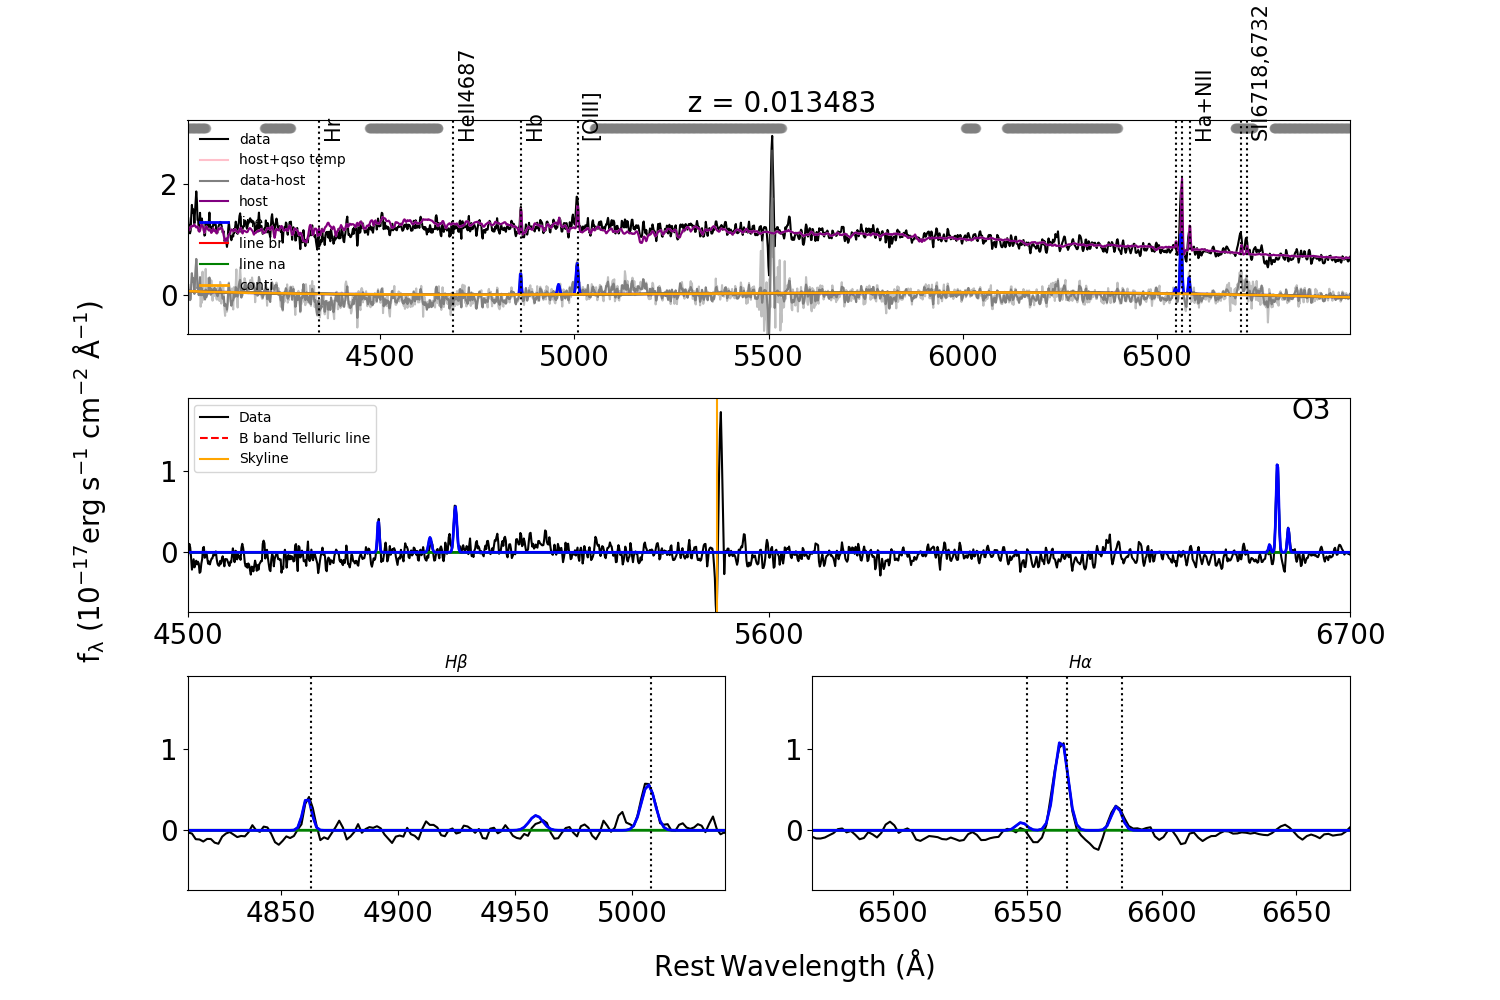 z = 0.013483
Hr
HeII4687
Hb
[OIII]
Ha+NII
SII6718,6732
data
host+qso temp
data-host
host
line br
line na
conti
2
0
4500 5000 5500 6000 6500
f_λ (10^−17 erg s^−1 cm^−2 Å^−1)
O3
Data
B band Telluric line
Skyline
1
0
4500 5600 6700
Hβ
Hα
1
0
4850 4900 4950 5000
1
0
6500 6550 6600 6650
Rest Wavelength (Å)